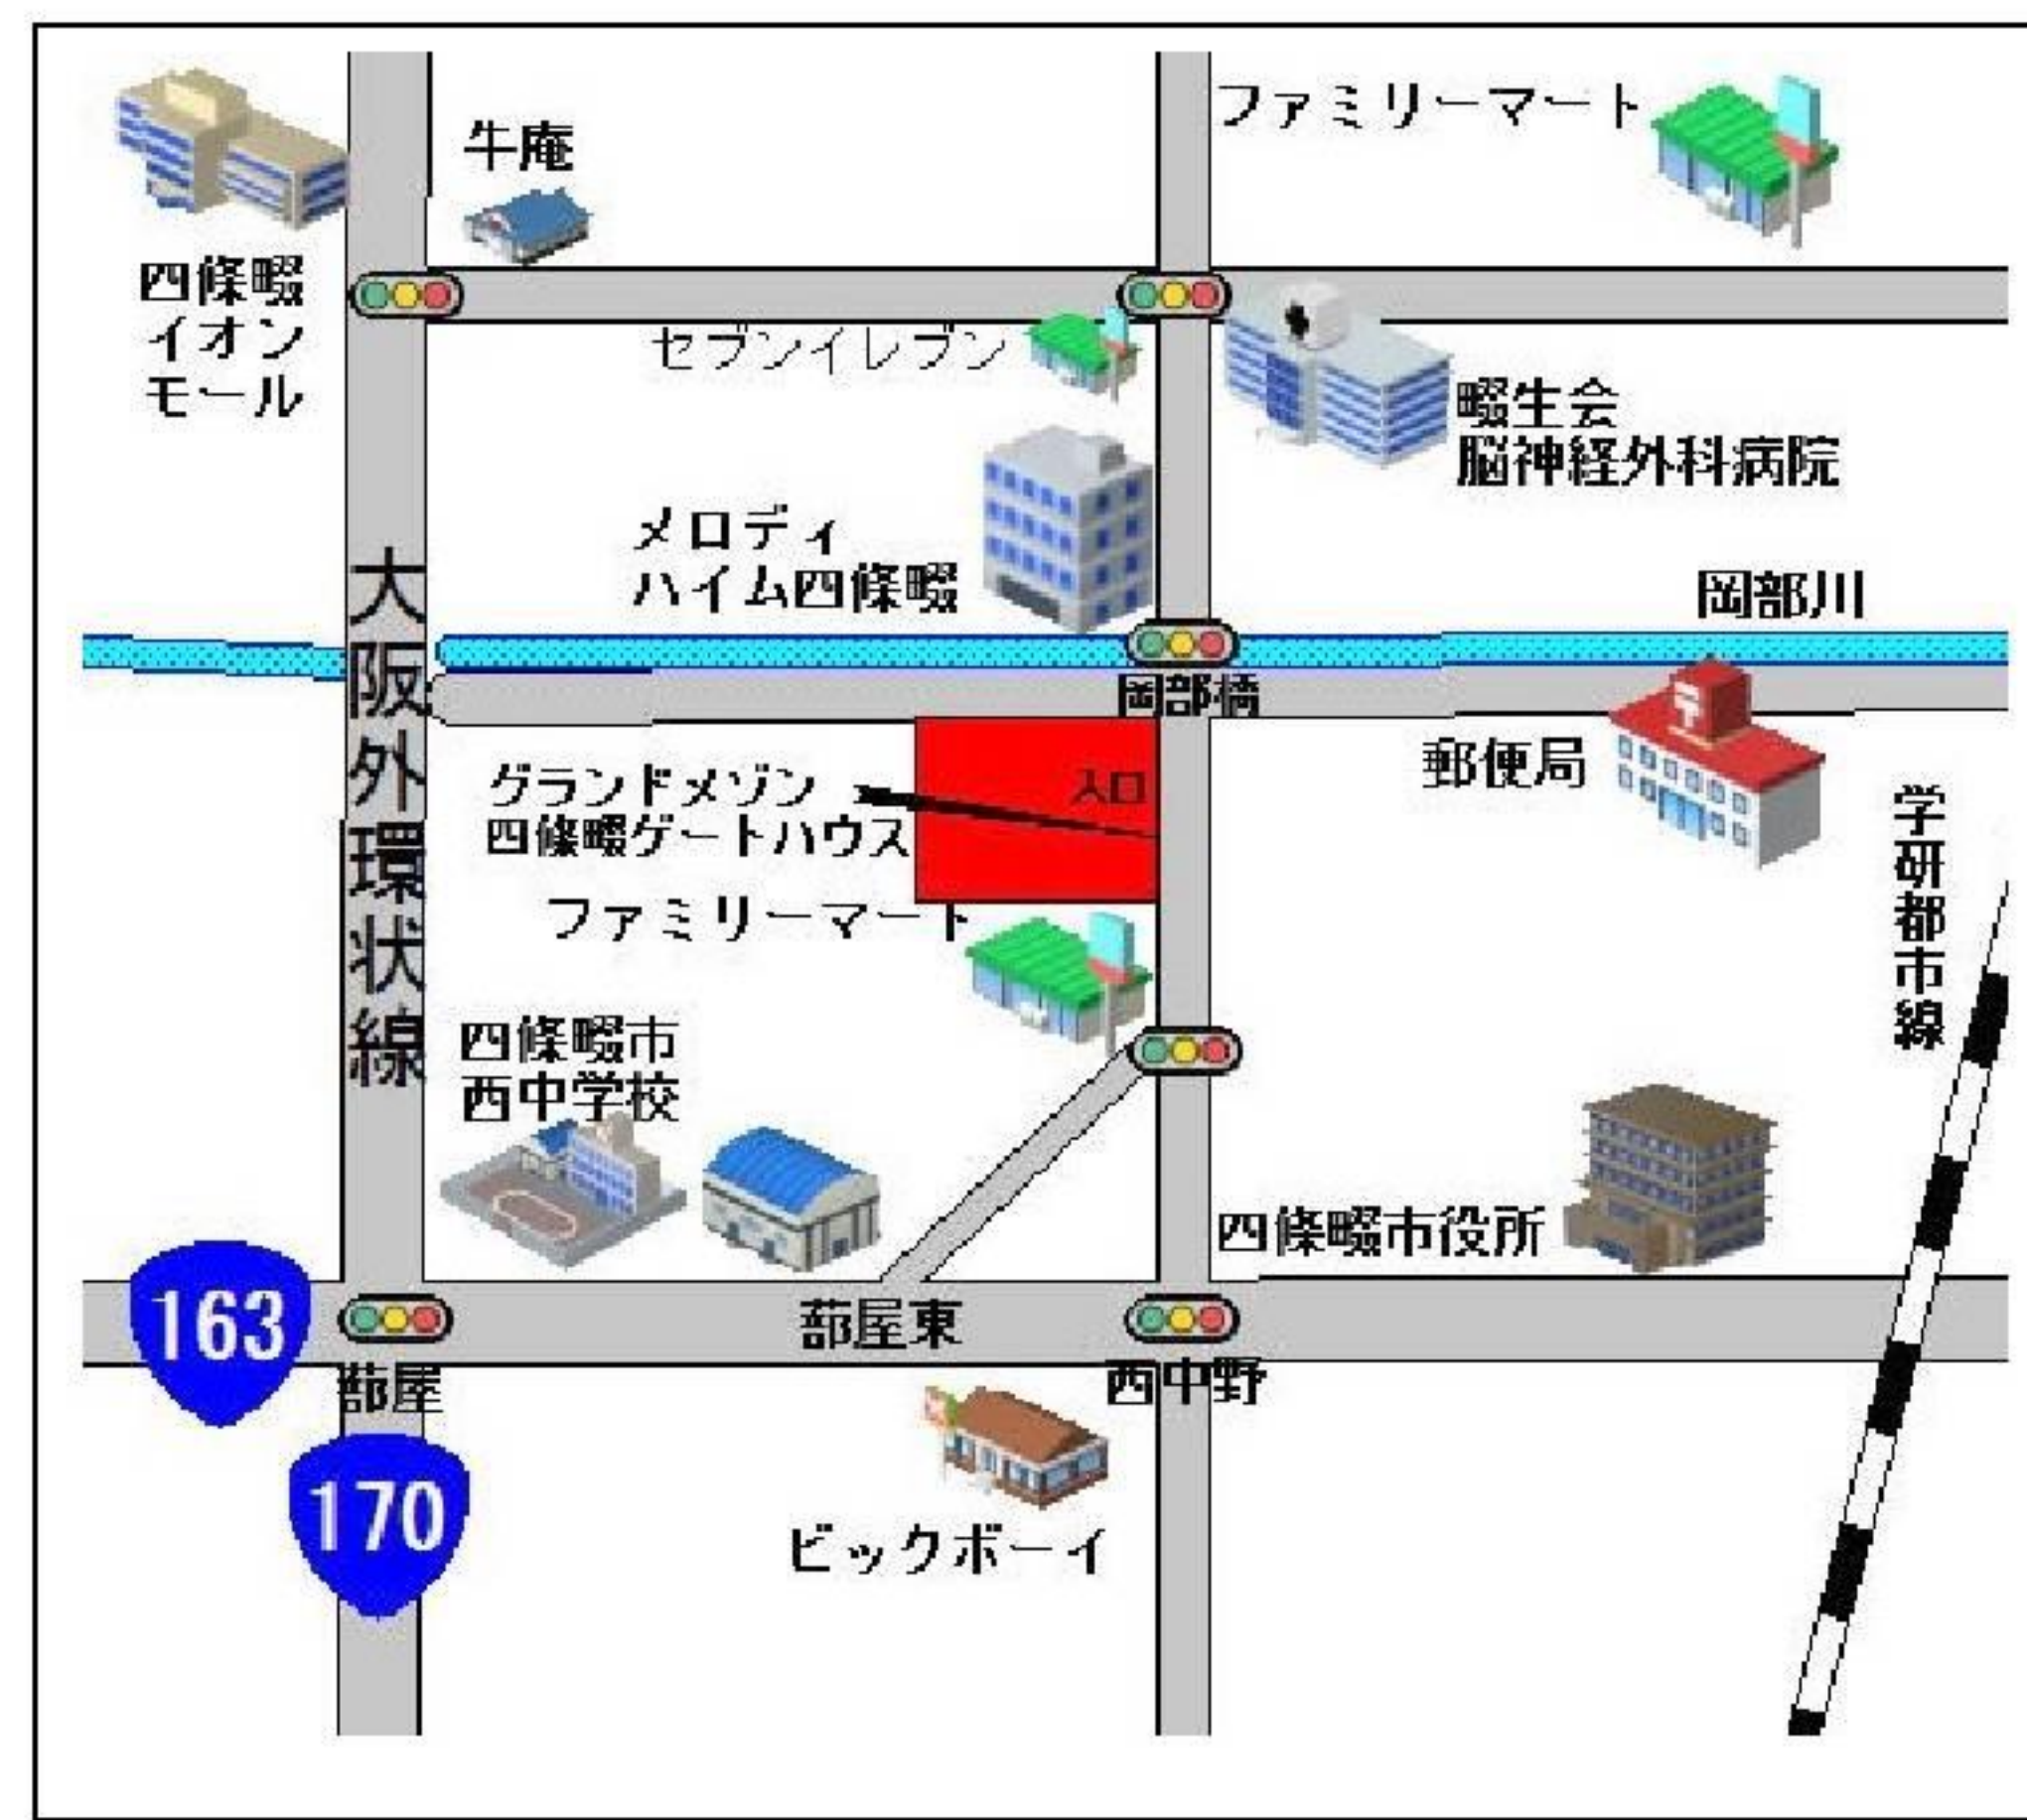 ファミリーマート
牛庵
四條畷
イオン
モール
セブンイレブン
畷生会
脳神経外科病院
メロディ
ハイム四條畷
岡部川
大阪外環状線
岡部橋
郵便局
入口
グランドメゾン
四條畷ゲートハウス
学研都市線
ファミリーマート
四條畷市
西中学校
四條畷市役所
163
蔀屋東
蔀屋
西中野
170
ビックボーイ